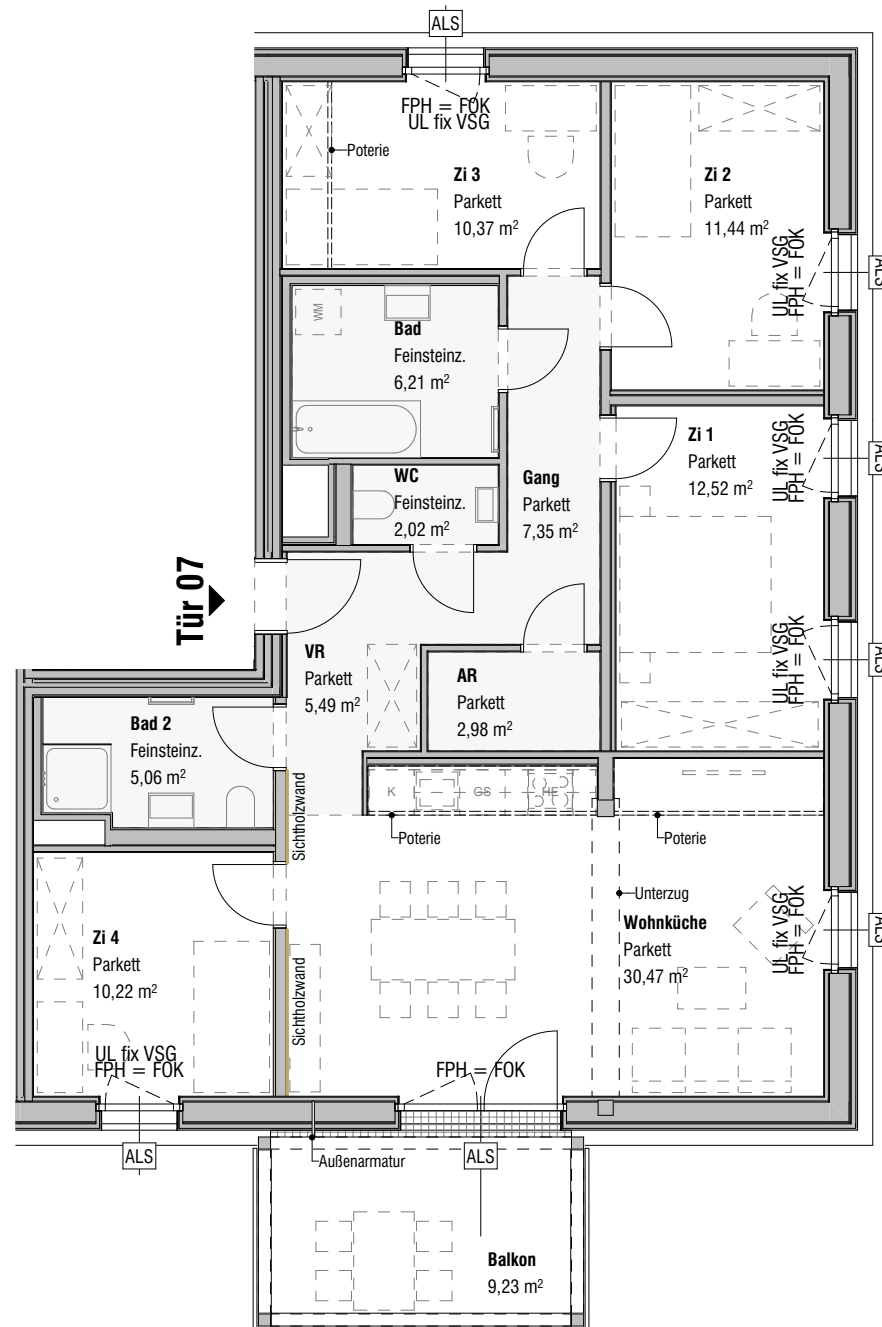 ALS
FPH = FOK
UL fix VSG
Poterie
Zi 3
Parkett
10,37 m²
Zi 2
Parkett
11,44 m²
UL fix VSG
FPH = FOK
ALS
WM
Bad
Feinsteinz.
6,21 m²
Zi 1
Parkett
12,52 m²
UL fix VSG
FPH = FOK
ALS
WC
Feinsteinz.
2,02 m²
Gang
Parkett
7,35 m²
Tür 07
VR
Parkett
5,49 m²
AR
Parkett
2,98 m²
UL fix VSG
FPH = FOK
ALS
Bad 2
Feinsteinz.
5,06 m²
K
GS
HE
Sichtholzwand
Poterie
Poterie
Unterzug
Wohnküche
Parkett
30,47 m²
UL fix VSG
FPH = FOK
ALS
Zi 4
Parkett
10,22 m²
Sichtholzwand
UL fix VSG
FPH = FOK
FPH = FOK
ALS
Außenarmatur
ALS
Balkon
9,23 m²